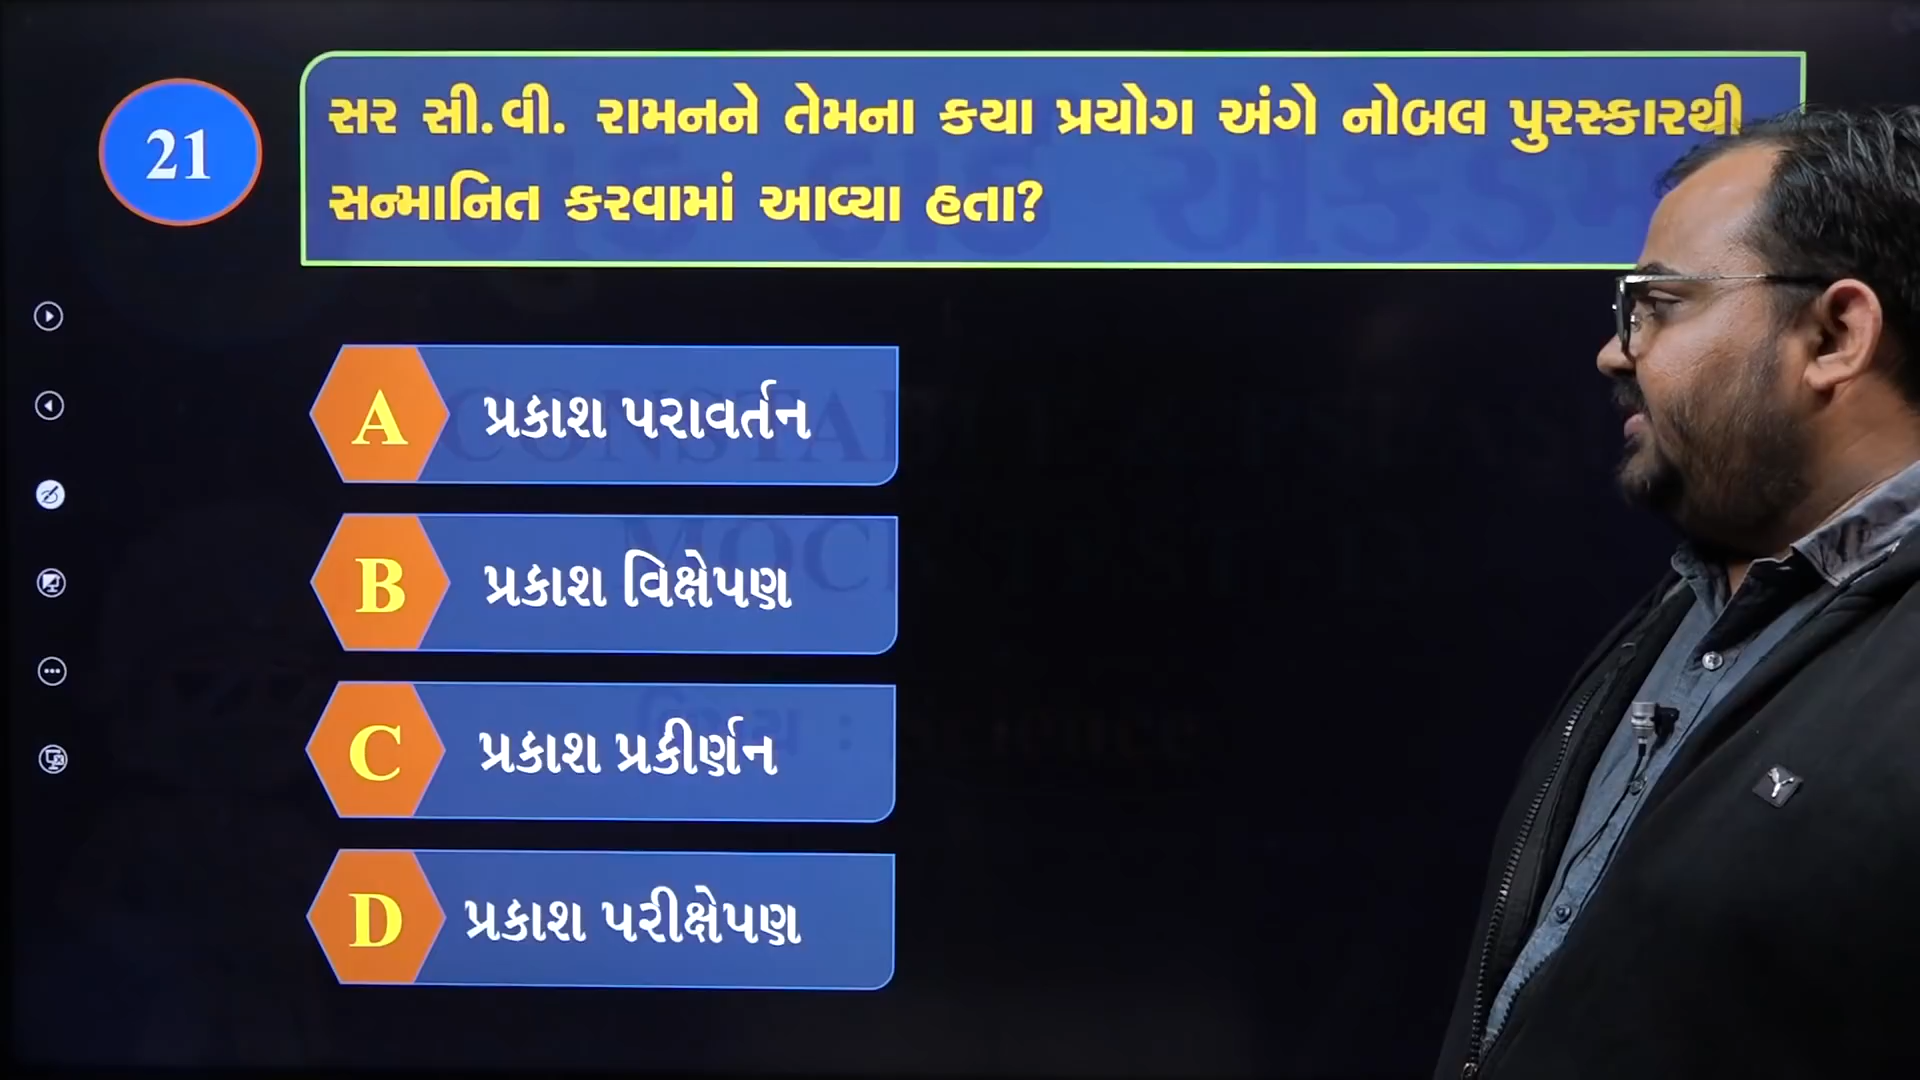 21
સર સી.વી. રામનને તેમના કયા પ્રયોગ અંગે નોબલ પુરસ્કારથી
સન્માનિત કરવામાં આવ્યા હતા?
A પ્રકાશ પરાવર્તન
B પ્રકાશ વિક્ષેપણ
C પ્રકાશ પ્રકીર્ણન
D પ્રકાશ પરીક્ષેપણ